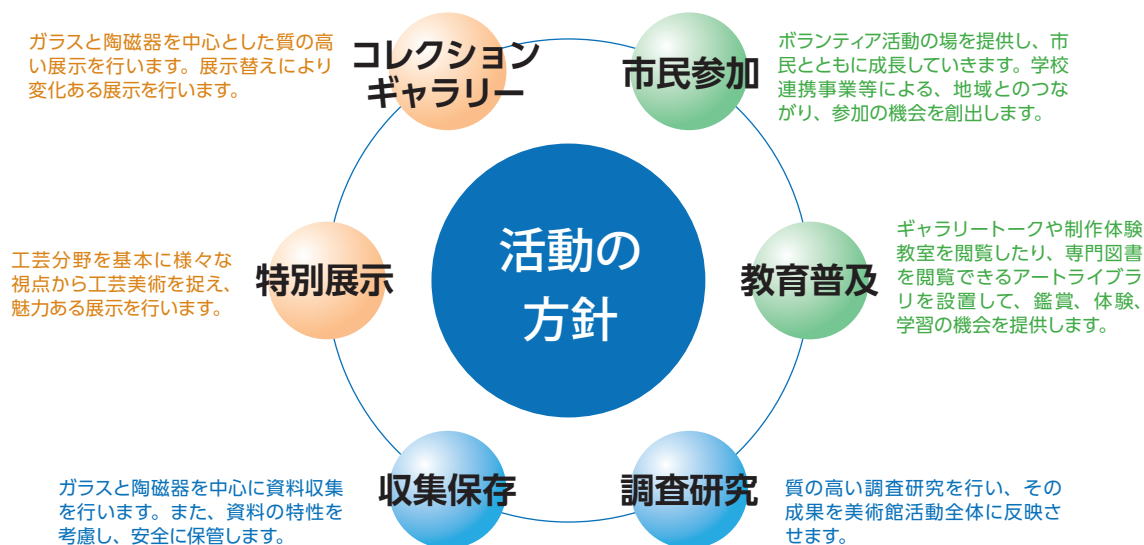 ガラスと陶磁器を中心とした質の高
い展示を行います。展示替えにより
変化ある展示を行います。
コレクション
ギャラリー
市民参加
ボランティア活動の場を提供し、市
民とともに成長していきます。学校
連携事業等による、地域とのつな
がり、参加の機会を創出します。
工芸分野を基本に様々な
視点から工芸美術を捉え、
魅力ある展示を行います。
特別展示
活動の
方針
教育普及
ギャラリートークや制作体験
教室を閲覧したり、専門図書
を閲覧できるアートライブラ
リを設置して、鑑賞、体験、
学習の機会を提供します。
ガラスと陶磁器を中心に資料収集
を行います。また、資料の特性を
考慮し、安全に保管します。
収集保存
調査研究
質の高い調査研究を行い、その
成果を美術館活動全体に反映さ
せます。